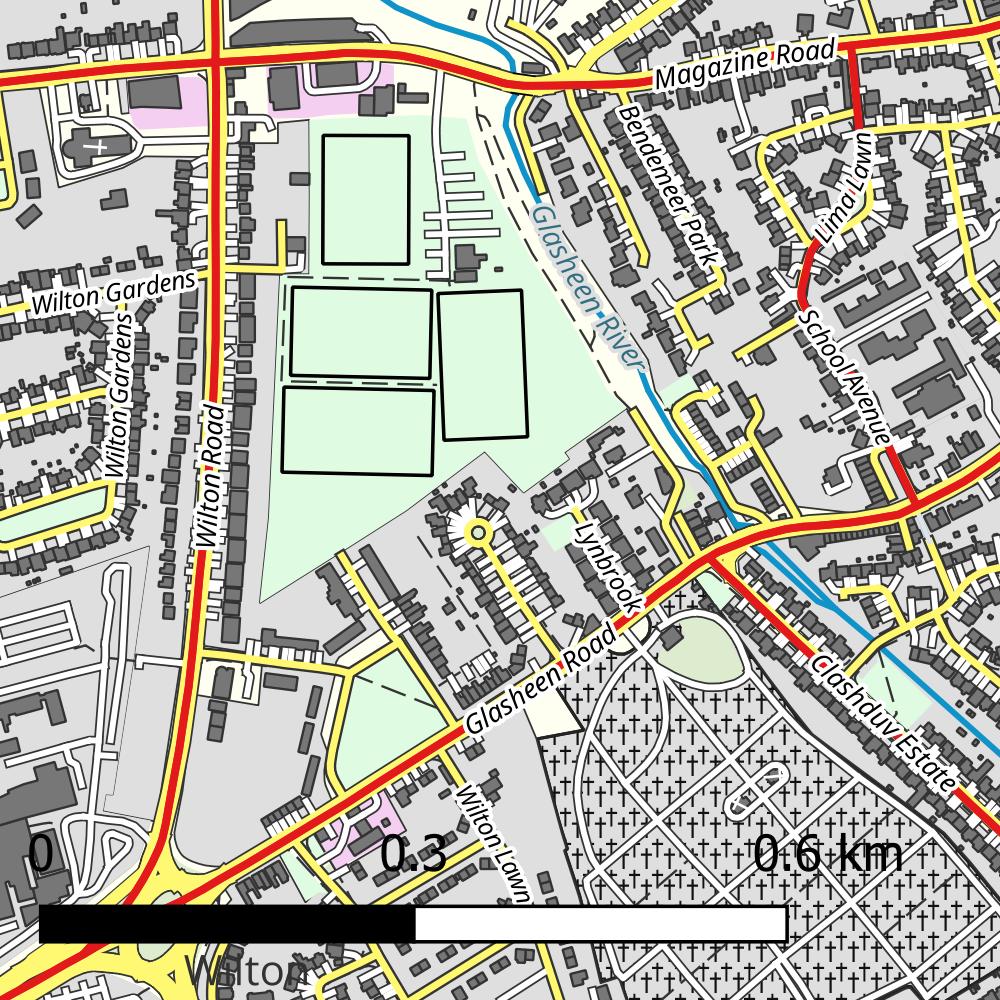 Magazine Road
Bendemeer Park
Lima Lawn
Glasheen River
Wilton Gardens
Wilton Gardens
School Avenue
Wilton Road
Lynbrook
Glasheen Road
Clashduv Estate
Wilton Lawn
0 0.3 0.6 km
Wilton